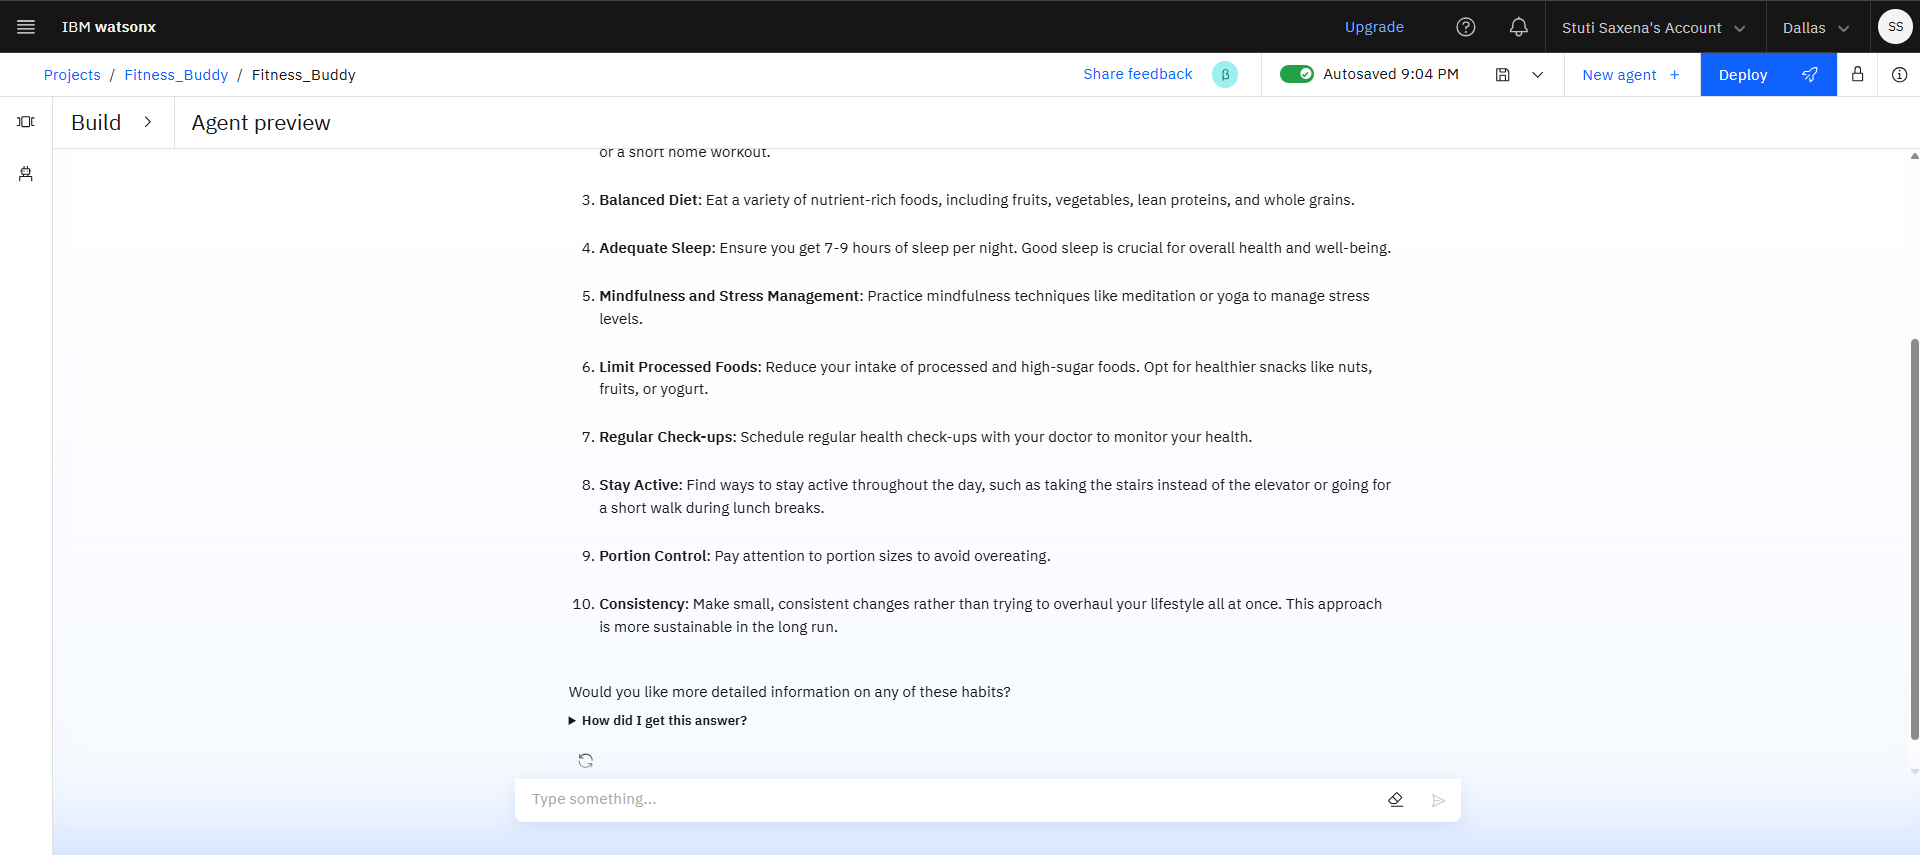 IBM watsonx
Upgrade
Stuti Saxena's Account
Dallas
SS
Projects / Fitness_Buddy / Fitness_Buddy
Share feedback
β
Autosaved 9:04 PM
New agent +
Deploy
Build
Agent preview
or a short home workout.
3. Balanced Diet: Eat a variety of nutrient-rich foods, including fruits, vegetables, lean proteins, and whole grains.
4. Adequate Sleep: Ensure you get 7-9 hours of sleep per night. Good sleep is crucial for overall health and well-being.
5. Mindfulness and Stress Management: Practice mindfulness techniques like meditation or yoga to manage stress
levels.
6. Limit Processed Foods: Reduce your intake of processed and high-sugar foods. Opt for healthier snacks like nuts,
fruits, or yogurt.
7. Regular Check-ups: Schedule regular health check-ups with your doctor to monitor your health.
8. Stay Active: Find ways to stay active throughout the day, such as taking the stairs instead of the elevator or going for
a short walk during lunch breaks.
9. Portion Control: Pay attention to portion sizes to avoid overeating.
10. Consistency: Make small, consistent changes rather than trying to overhaul your lifestyle all at once. This approach
is more sustainable in the long run.
Would you like more detailed information on any of these habits?
How did I get this answer?
Type something...